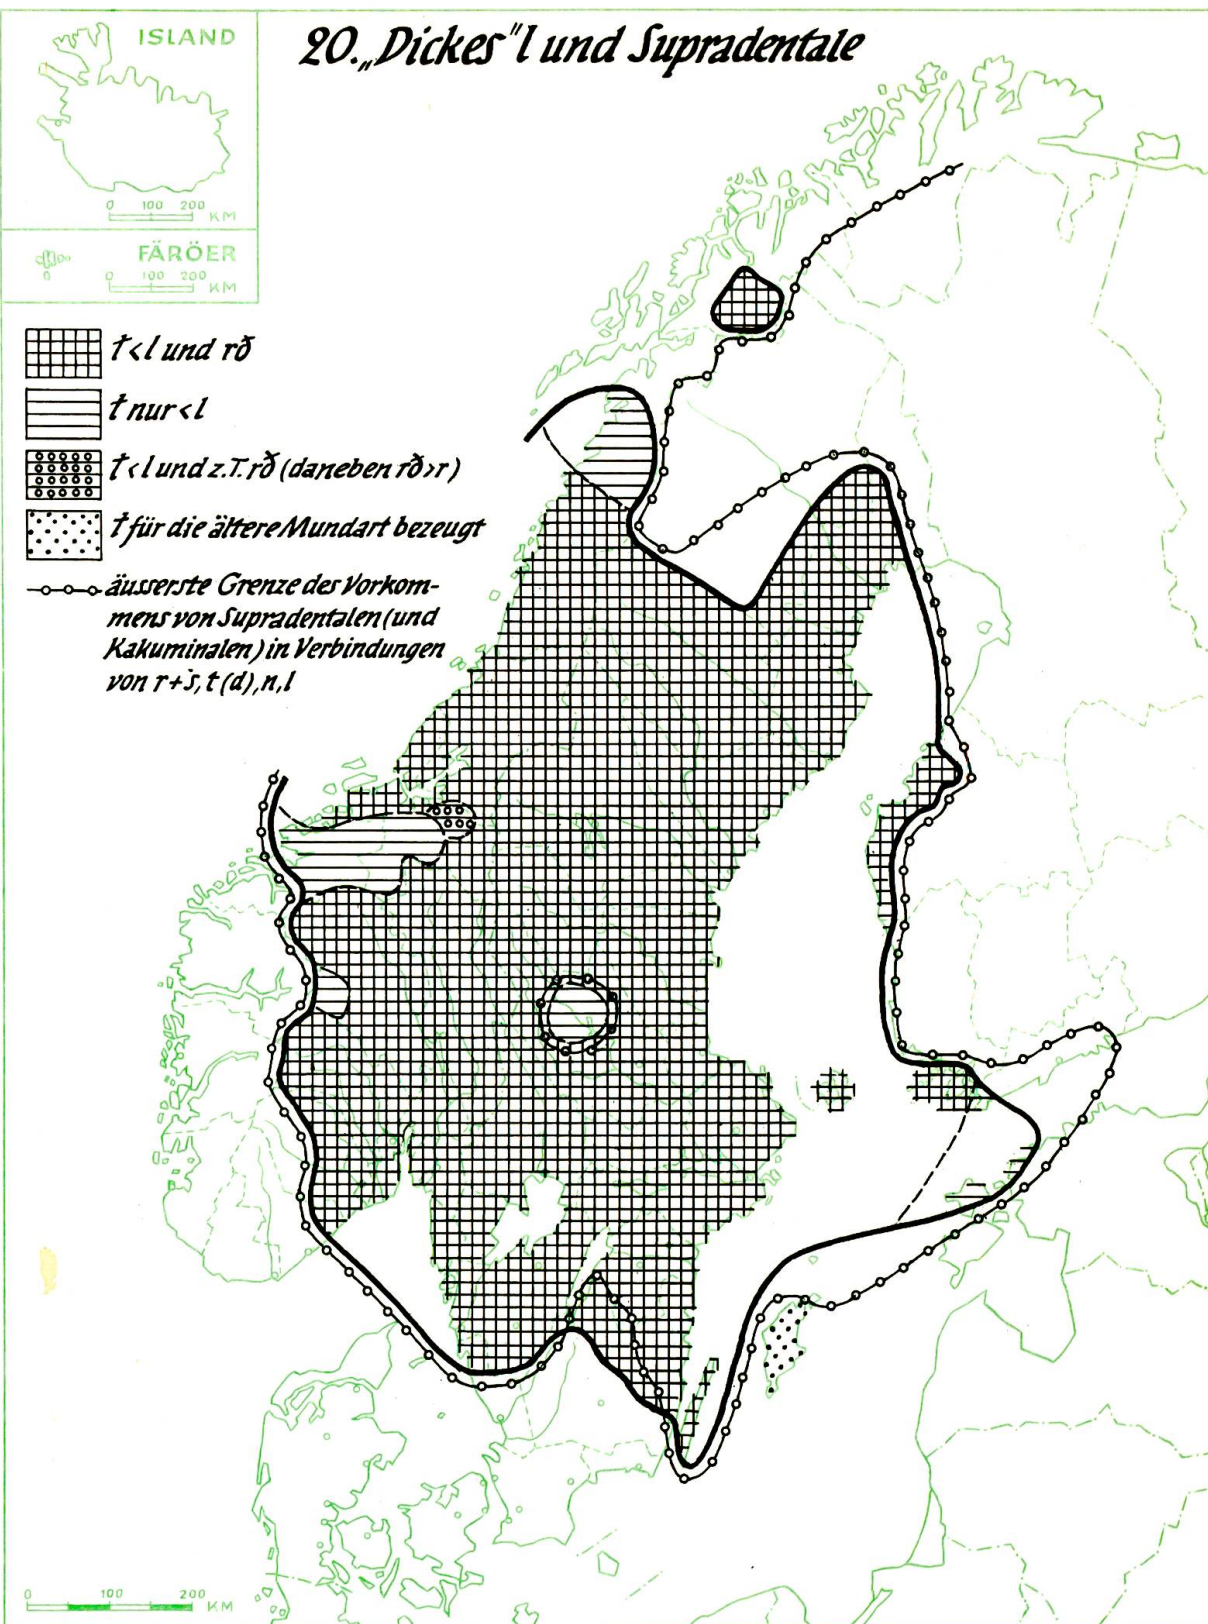 20. „Dickes" l und Supradentale
ISLAND
0 100 200
KM
FÄRÖER
0 100 200
KM
ɫ < l und rð
ɫ nur < l
ɫ < l und z.T. rð (daneben rð > r)
ɫ für die ältere Mundart bezeugt
äusserste Grenze des Vorkom-
mens von Supradentalen (und
Kakuminalen) in Verbindungen
von r + s, t (d), n, l
0 100 200
KM